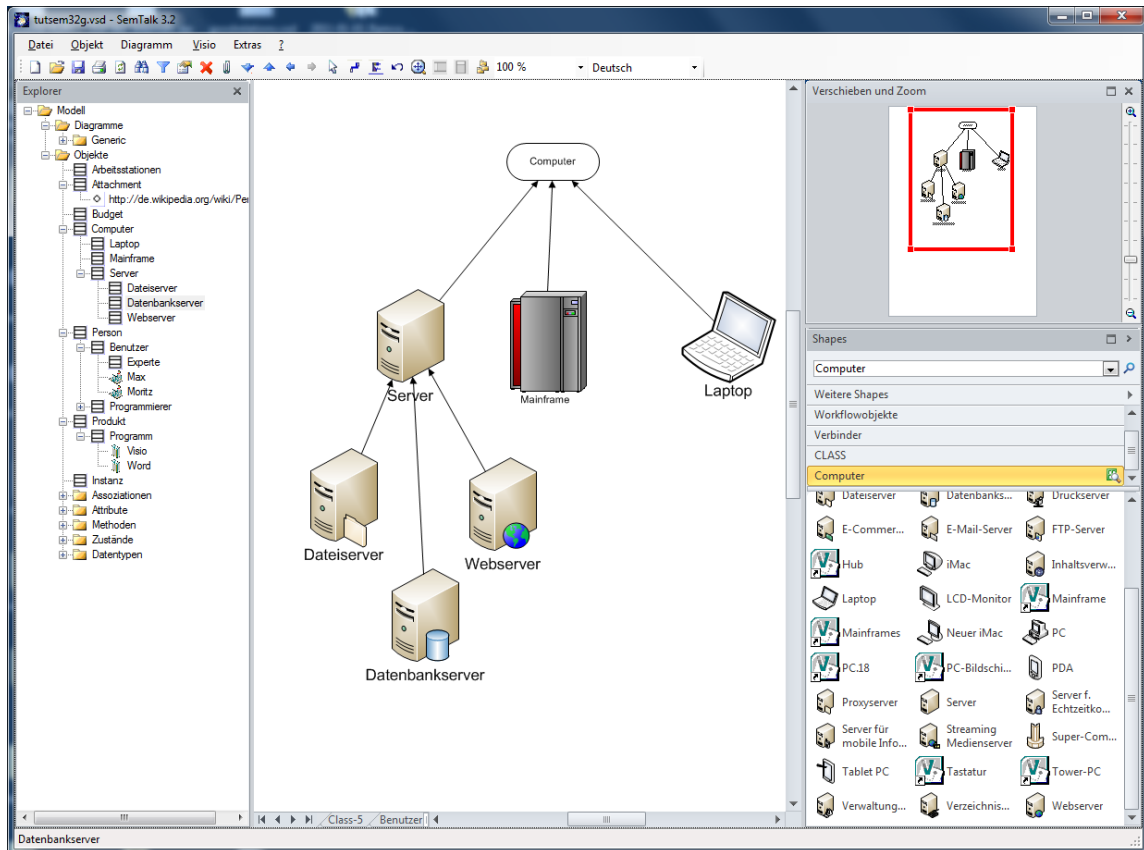 tutsem32g.vsd - SemTalk 3.2
Datei Objekt Diagramm Visio Extras ?
100 % Deutsch
Explorer
Modell
Diagramme
Generic
Objekte
Arbeitsstationen
Attachment
http://de.wikipedia.org/wiki/Per
Budget
Computer
Laptop
Mainframe
Server
Dateiserver
Datenbankserver
Webserver
Person
Benutzer
Experte
Max
Moritz
Programmierer
Produkt
Programm
Visio
Word
Instanz
Assoziationen
Attribute
Methoden
Zustände
Datentypen
Computer
Server
Mainframe
Laptop
Dateiserver
Webserver
Datenbankserver
Class-5 Benutzer
Verschieben und Zoom
Shapes
Computer
Weitere Shapes
Workflowobjekte
Verbinder
CLASS
Computer
Dateiserver Datenbanks... Druckserver
E-Commer... E-Mail-Server FTP-Server
Hub iMac Inhaltsverw...
Laptop LCD-Monitor Mainframe
Mainframes Neuer iMac PC
PC.18 PC-Bildschi... PDA
Proxyserver Server Server f. Echtzeitko...
Server für mobile Info... Streaming Medienserver Super-Com...
Tablet PC Tastatur Tower-PC
Verwaltung... Verzeichnis... Webserver
Datenbankserver